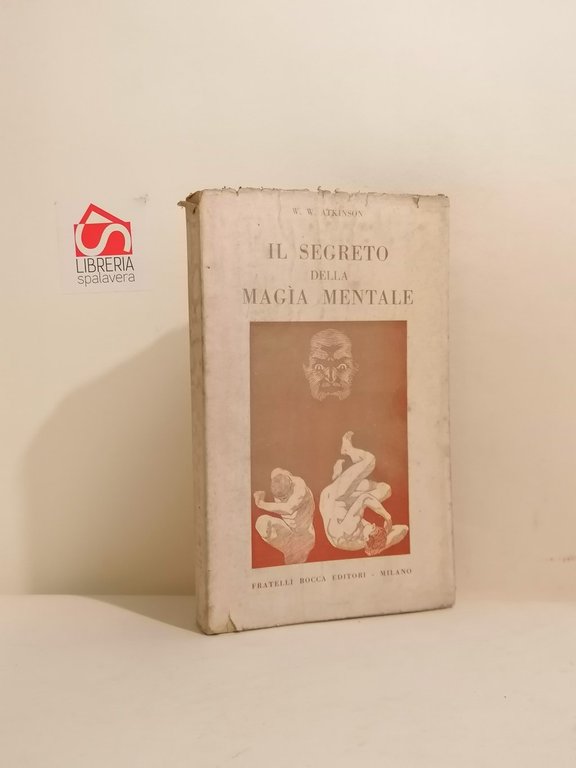 LIBRERIA
spalavera
W. W. ATKINSON
IL SEGRETO
DELLA
MAGÌA MENTALE
FRATELLI BOCCA EDITORI - MILANO